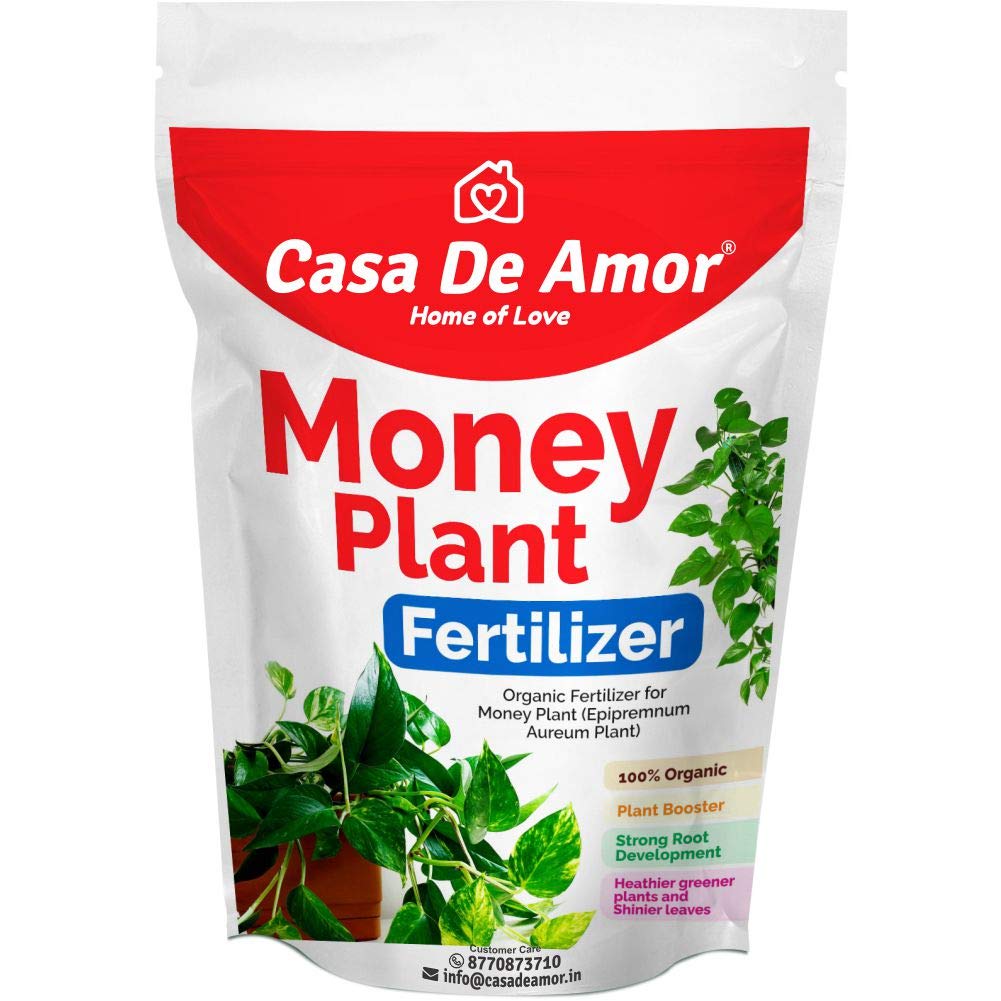 Casa De Amor®
Home of Love
Money
Plant
Fertilizer
Organic Fertilizer for
Money Plant (Epipremnum
Aureum Plant)
100% Organic
Plant Booster
Strong Root
Development
Heathier greener
plants and
Shinier leaves
Customer Care
8770873710
info@casadeamor.in